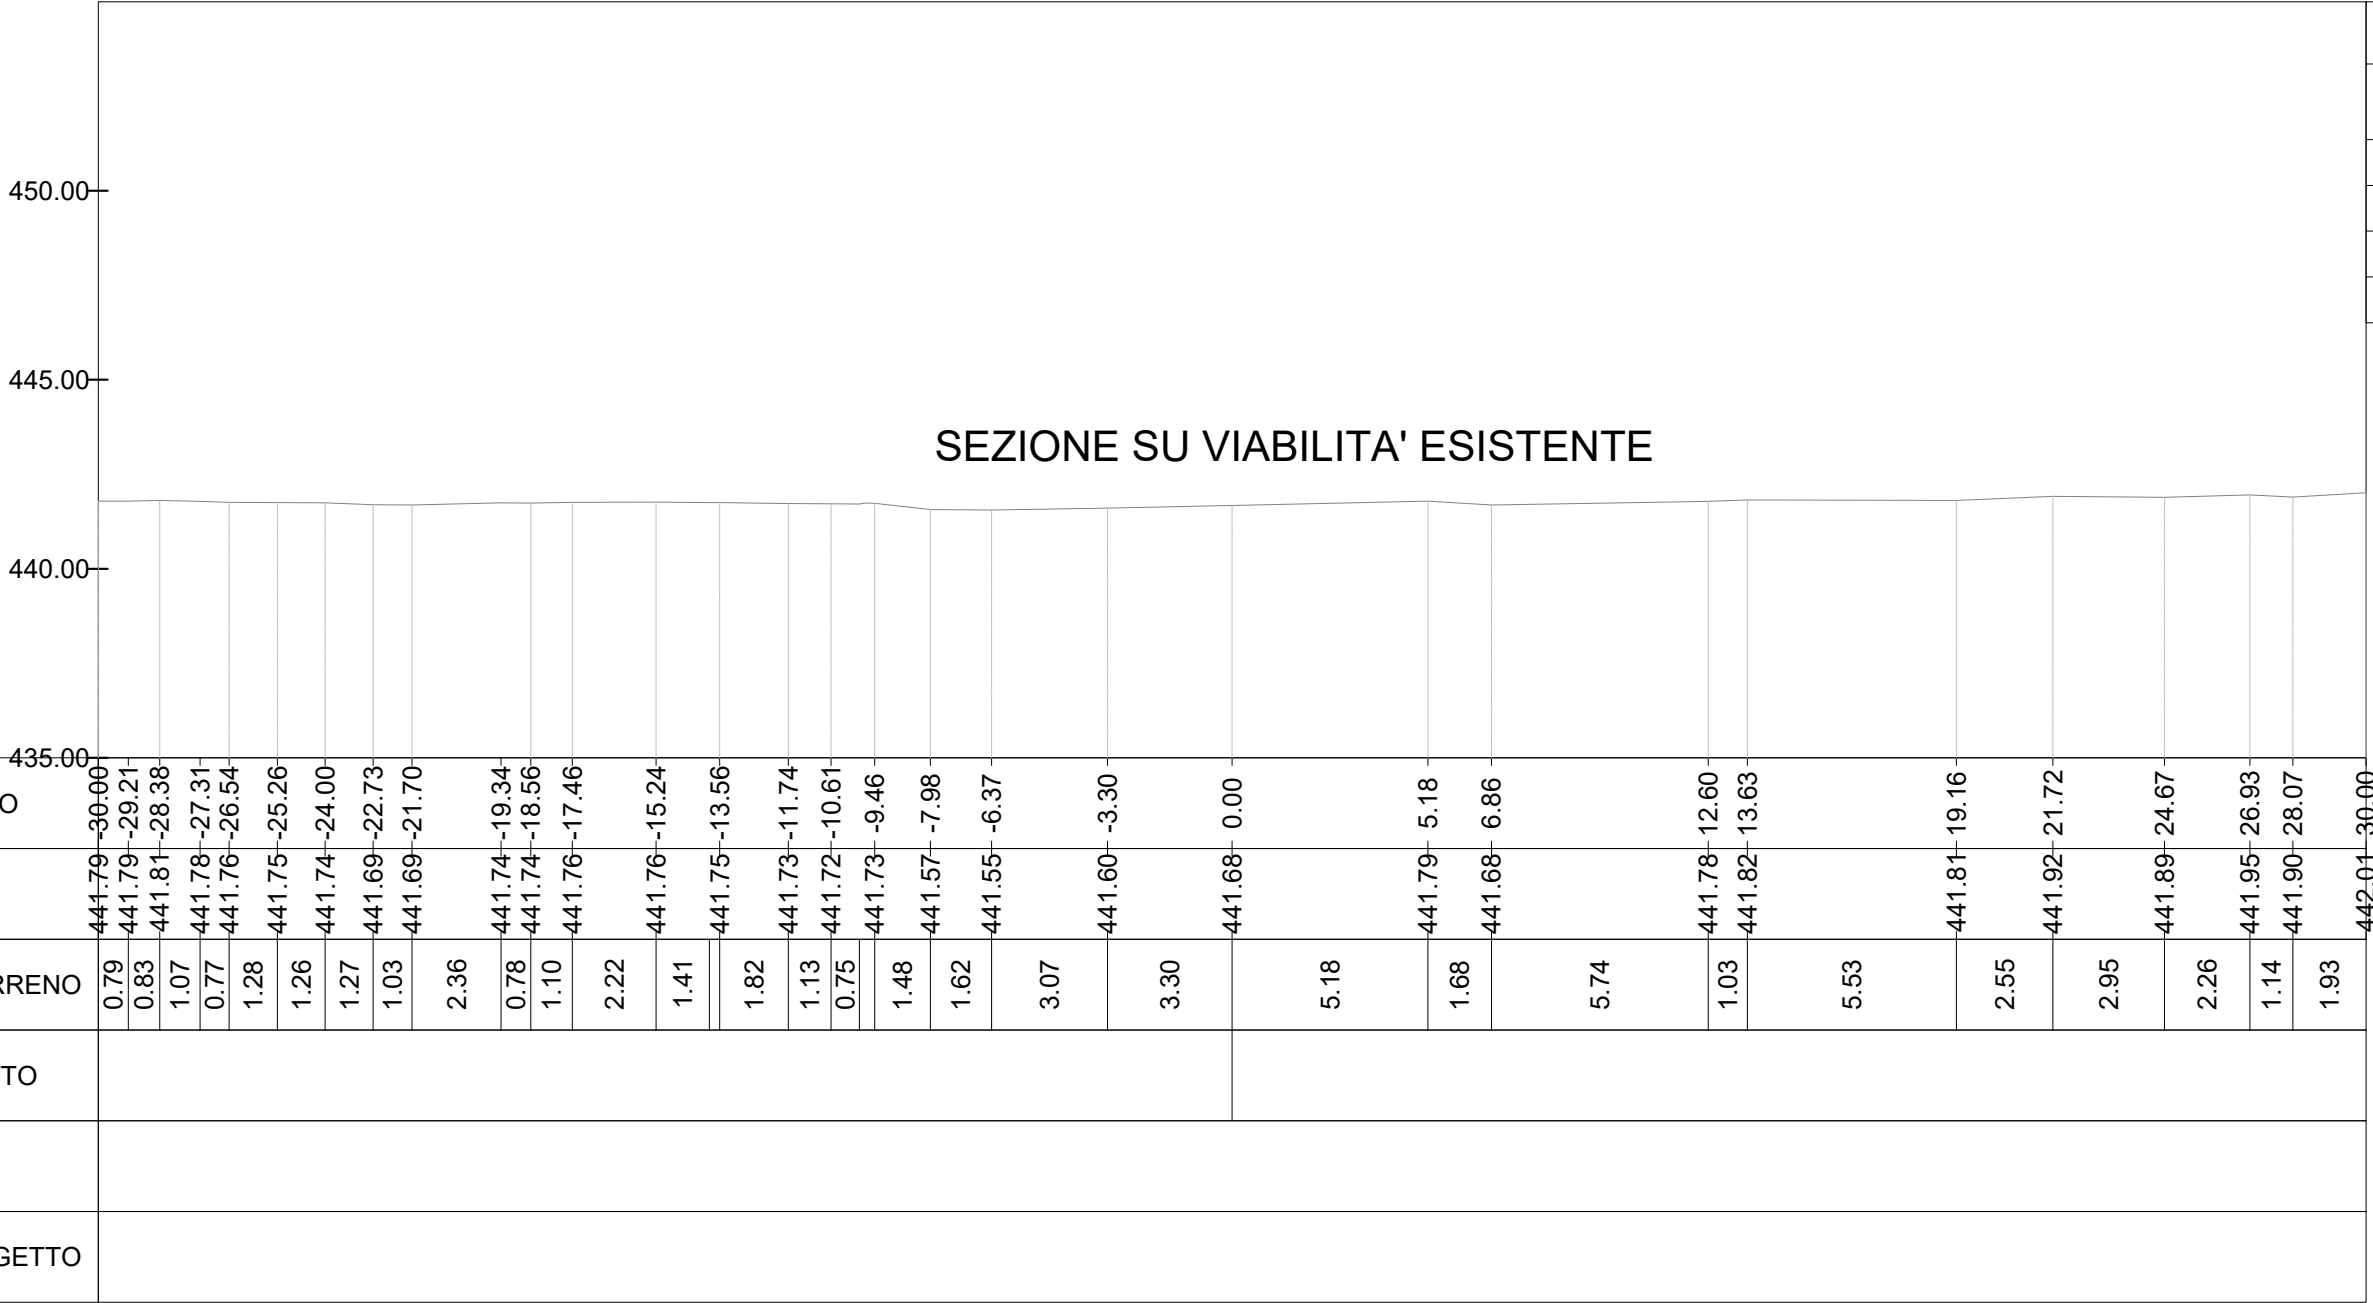 450.00
445.00
SEZIONE SU VIABILITA' ESISTENTE
440.00
435.00
O -30.00 -29.21 -28.38 -27.31 -26.54 -25.26 -24.00 -22.73 -21.70 -19.34 -18.56 -17.46 -15.24 -13.56 -11.74 -10.61 -9.46 -7.98 -6.37 -3.30 0.00 5.18 6.86 12.60 13.63 19.16 21.72 24.67 26.93 28.07 30.00
441.79 441.79 441.81 441.78 441.76 441.75 441.74 441.69 441.69 441.74 441.74 441.76 441.76 441.75 441.73 441.72 441.73 441.57 441.55 441.60 441.68 441.79 441.68 441.78 441.82 441.81 441.92 441.89 441.95 441.90 442.01
RRENO 0.79 0.83 1.07 0.77 1.28 1.26 1.27 1.03 2.36 0.78 1.10 2.22 1.41 1.82 1.13 0.75 1.48 1.62 3.07 3.30 5.18 1.68 5.74 1.03 5.53 2.55 2.95 2.26 1.14 1.93
TTO
GETTO